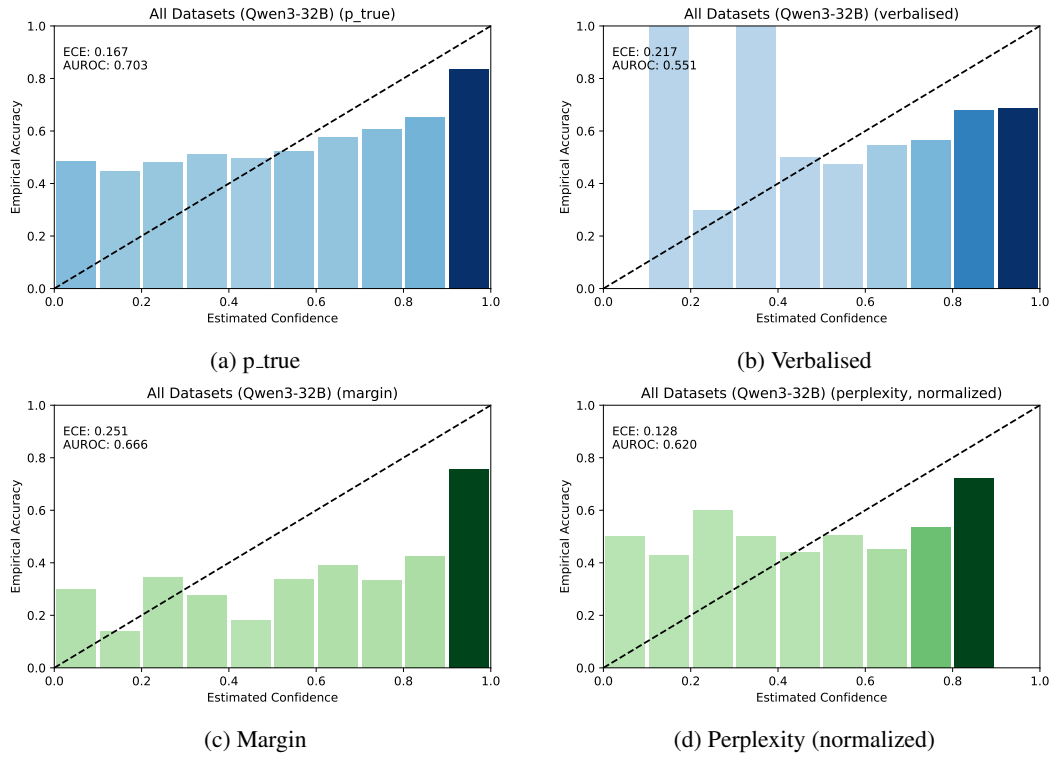 All Datasets (Qwen3-32B) (p_true)
ECE: 0.167
AUROC: 0.703
Empirical Accuracy
1.0
0.8
0.6
0.4
0.2
0.0
0.0 0.2 0.4 0.6 0.8 1.0
Estimated Confidence
(a) p_true
All Datasets (Qwen3-32B) (verbalised)
ECE: 0.217
AUROC: 0.551
Empirical Accuracy
1.0
0.8
0.6
0.4
0.2
0.0
0.0 0.2 0.4 0.6 0.8 1.0
Estimated Confidence
(b) Verbalised
All Datasets (Qwen3-32B) (margin)
ECE: 0.251
AUROC: 0.666
Empirical Accuracy
1.0
0.8
0.6
0.4
0.2
0.0
0.0 0.2 0.4 0.6 0.8 1.0
Estimated Confidence
(c) Margin
All Datasets (Qwen3-32B) (perplexity, normalized)
ECE: 0.128
AUROC: 0.620
Empirical Accuracy
1.0
0.8
0.6
0.4
0.2
0.0
0.0 0.2 0.4 0.6 0.8 1.0
Estimated Confidence
(d) Perplexity (normalized)